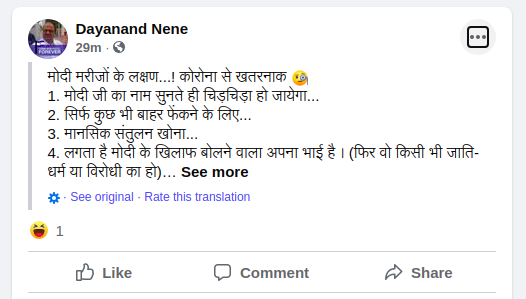 Dayanand Nene
29m ·
FOREVER
मोदी मरीजों के लक्षण...! कोरोना से खतरनाक
1. मोदी जी का नाम सुनते ही चिड़चिड़ा हो जायेगा...
2. सिर्फ कुछ भी बाहर फेंकने के लिए...
3. मानसिक संतुलन खोना...
4. लगता है मोदी के खिलाफ बोलने वाला अपना भाई है । (फिर वो किसी भी जाति-
धर्म या विरोधी का हो)… See more
· See original · Rate this translation
1
Like Comment Share